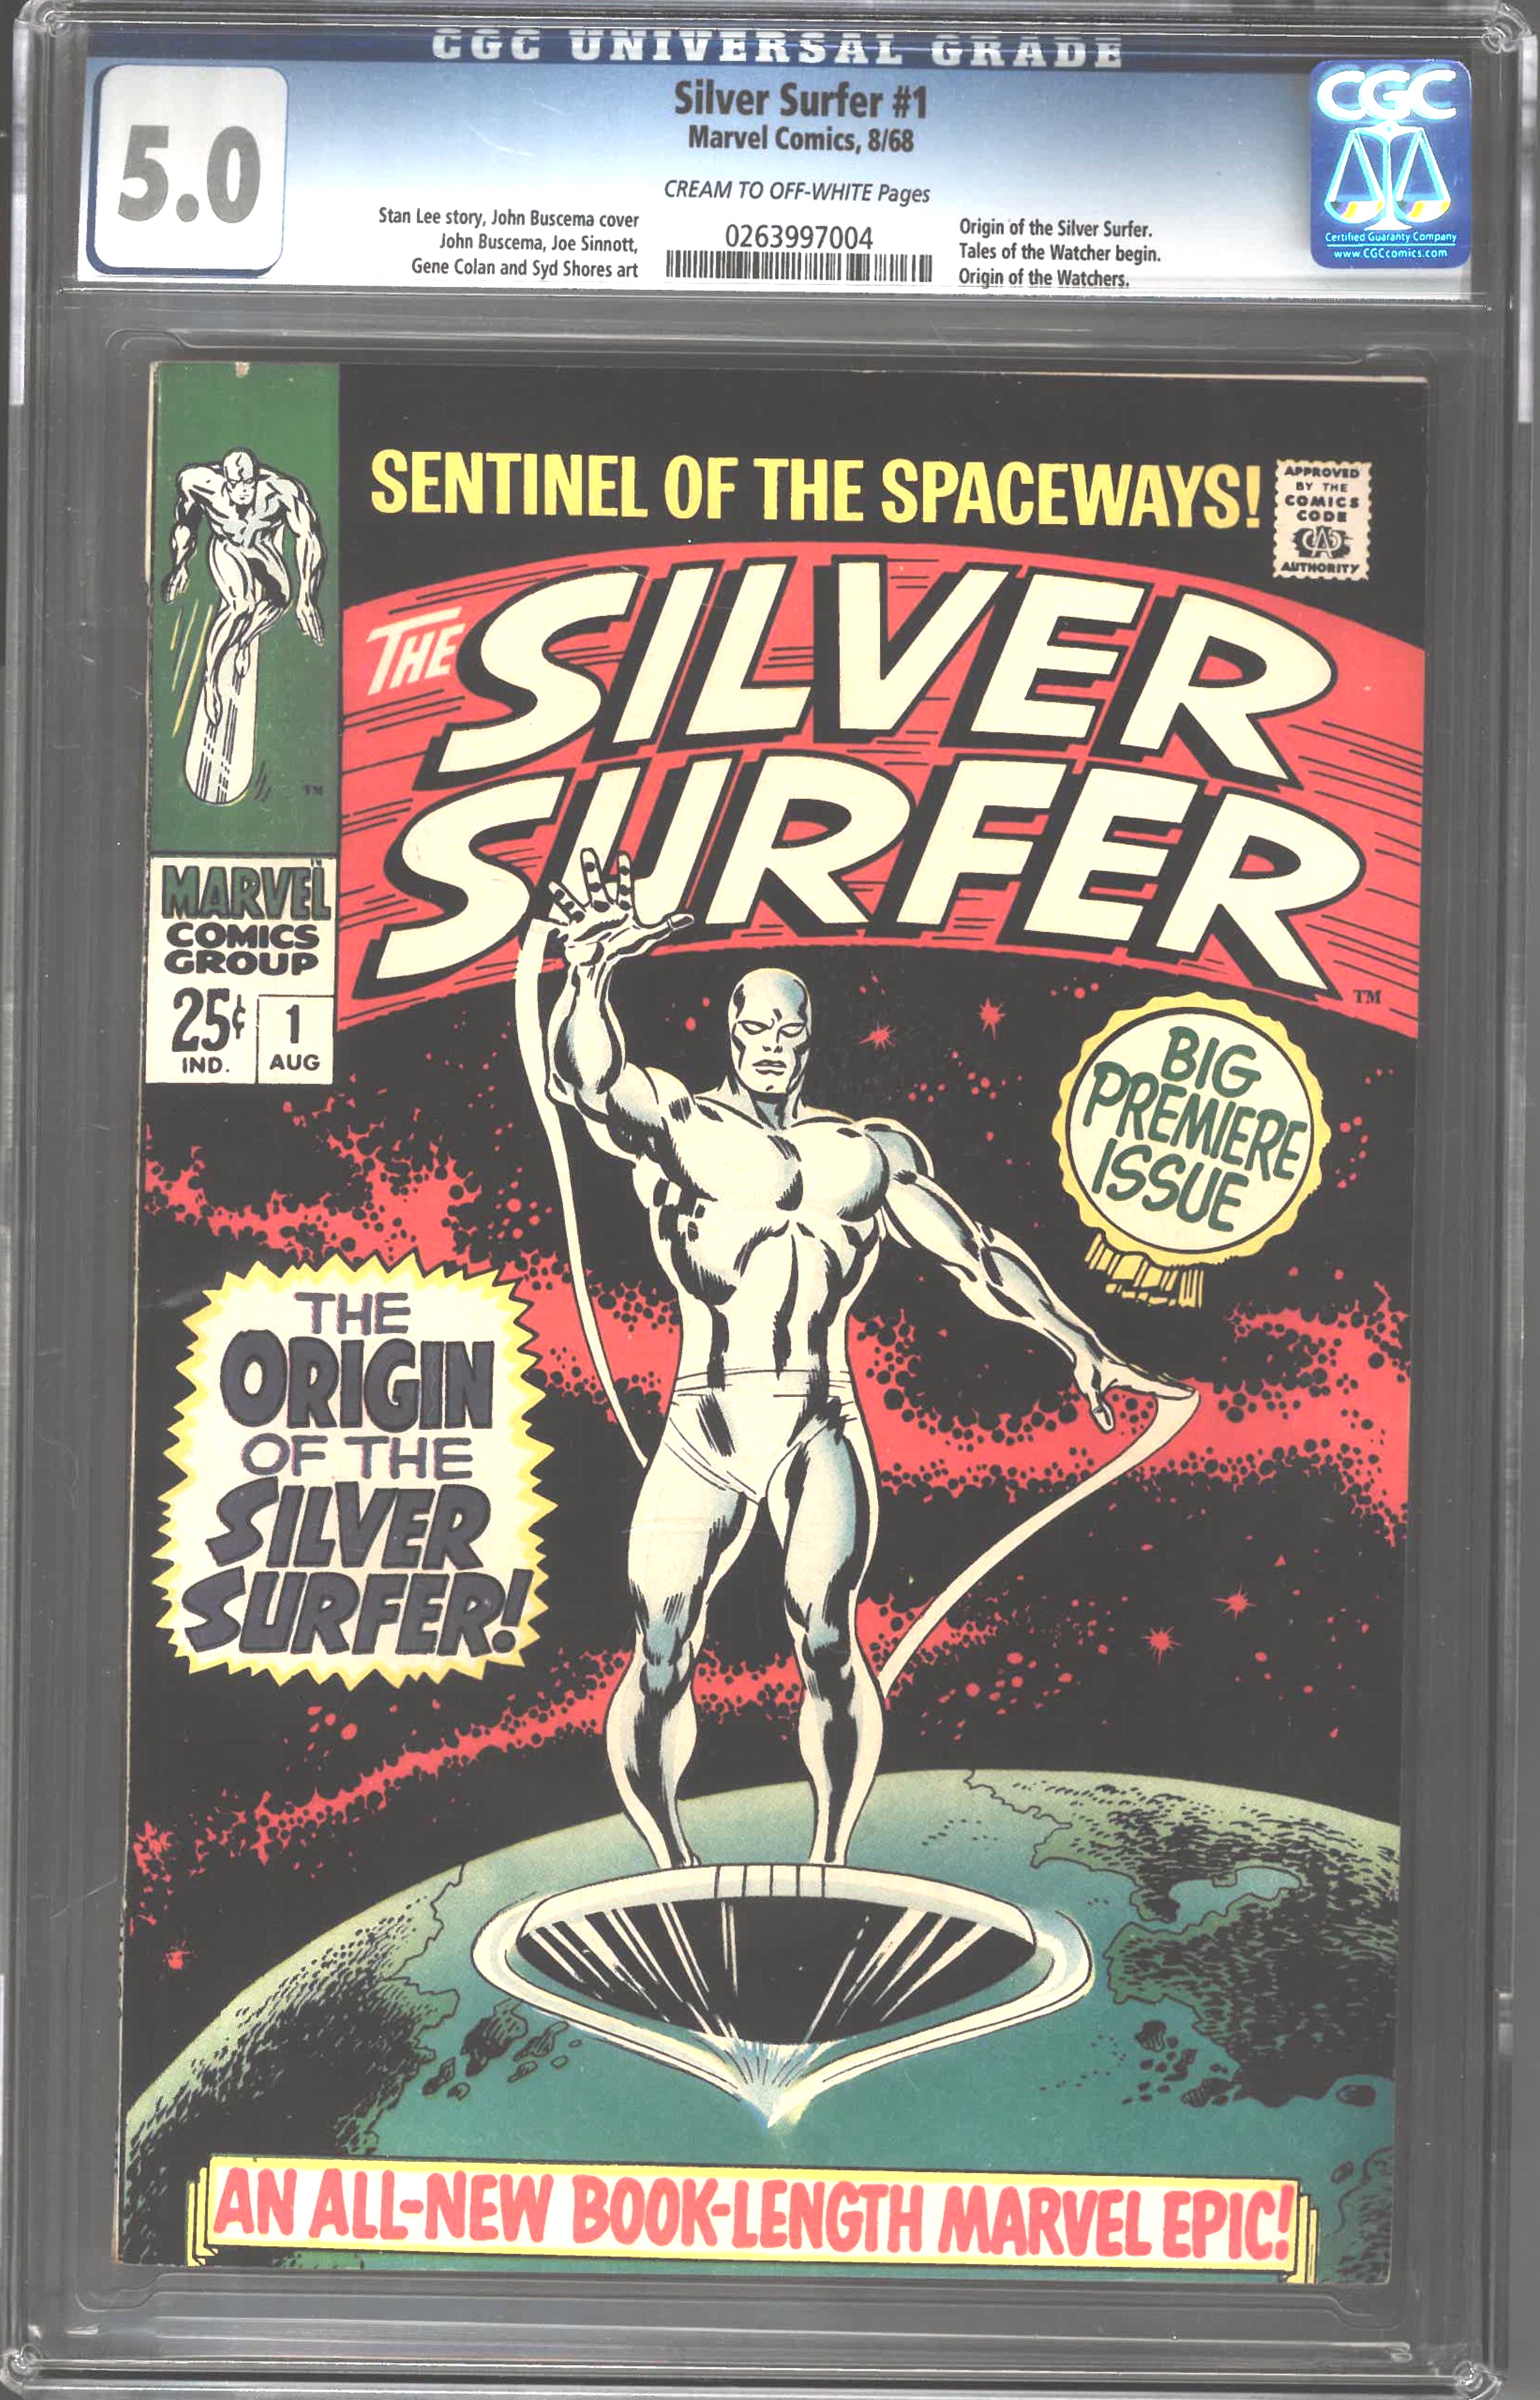 CGC UNIVERSAL GRADE
5.0
Silver Surfer #1
Marvel Comics, 8/68
CREAM TO OFF-WHITE Pages
Stan Lee story, John Buscema cover
John Buscema, Joe Sinnott,
Gene Colan and Syd Shores art
0263997004
Origin of the Silver Surfer.
Tales of the Watcher begin.
Origin of the Watchers.
CGC
Certified Guaranty Company
www.CGCcomics.com
SENTINEL OF THE SPACEWAYS!
APPROVED
BY THE
COMICS
CODE
CA
AUTHORITY
THE SILVER
SURFER
TM
TM
MARVEL
COMICS
GROUP
25¢
IND.
1
AUG
BIG
PREMIERE
ISSUE
THE
ORIGIN
OF THE
SILVER
SURFER!
AN ALL-NEW BOOK-LENGTH MARVEL EPIC!